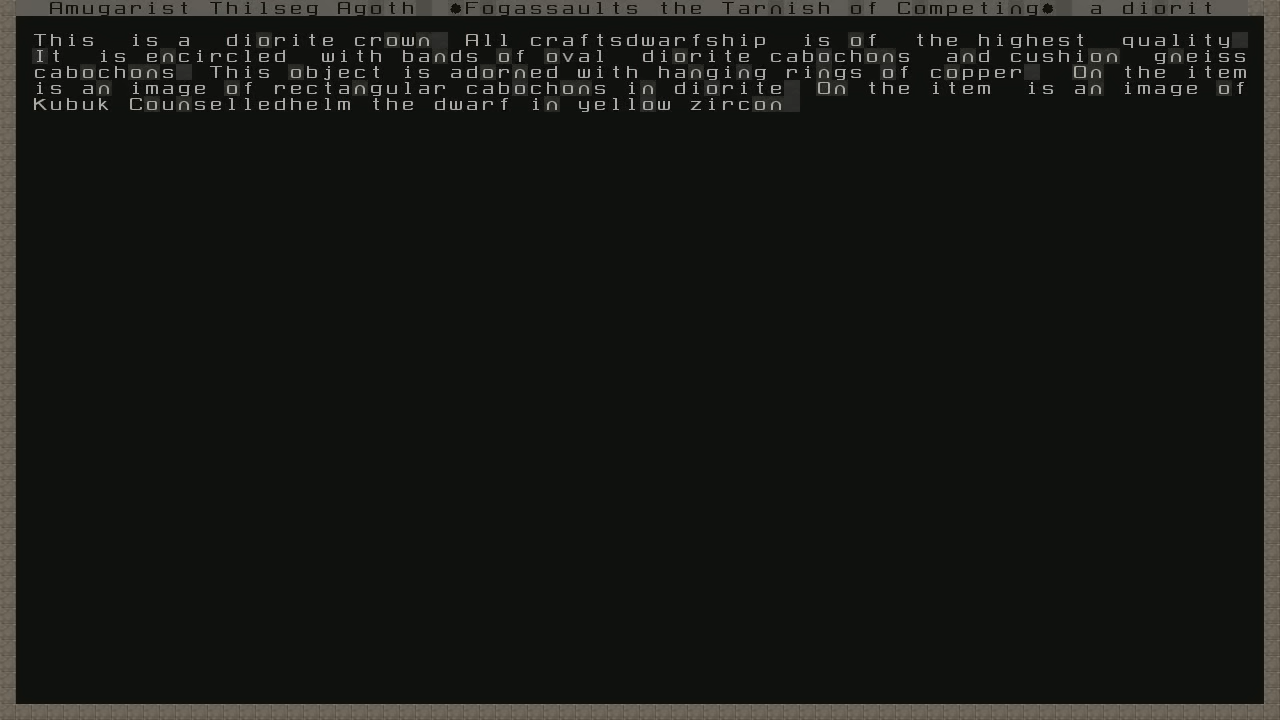 Amugarist Thilseg Agoth ☼Fogassaults the Tarnish of Competing☼ a diorit
This is a diorite crown. All craftsdwarfship is of the highest quality.
It is encircled with bands of oval diorite cabochons and cushion gneiss
cabochons. This object is adorned with hanging rings of copper. On the item
is an image of rectangular cabochons in diorite. On the item is an image of
Kubuk Counselledhelm the dwarf in yellow zircon.